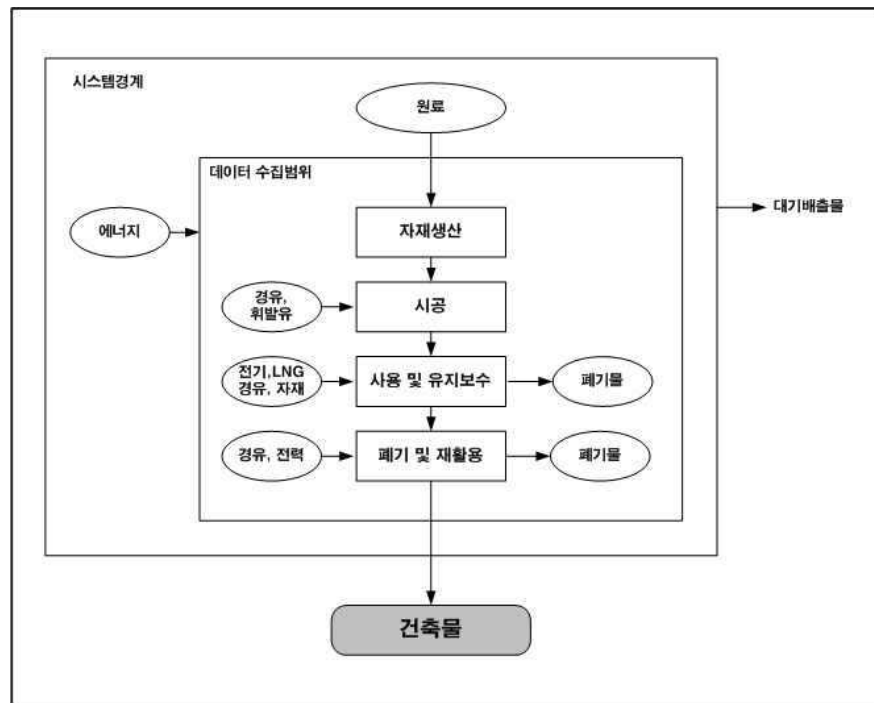 시스템경계
원료
데이터 수집범위
에너지
대기배출물
자재생산
경유,
휘발유
시공
전기,LNG
경유, 자재
사용 및 유지보수
폐기물
경유, 전력
폐기 및 재활용
폐기물
건축물